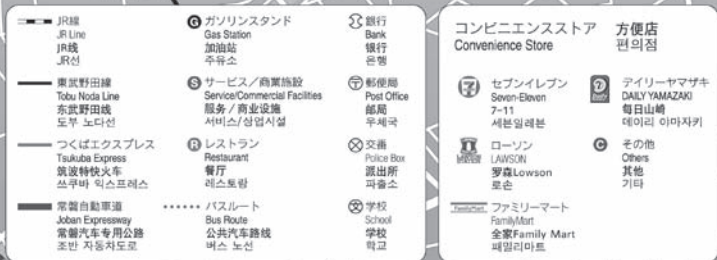 JR線
JR Line
JR线
JR선
東武野田線
Tobu Noda Line
东武野田线
도부 노다선
つくばエクスプレス
Tsukuba Express
筑波特快火车
쓰쿠바 익스프레스
常磐自動車道
Joban Expressway
常磐汽车专用公路
조반 자동차도로
G ガソリンスタンド
Gas Station
加油站
주유소
S サービス／商業施設
Service/Commercial Facilities
服务／商业设施
서비스/상업시설
R レストラン
Restaurant
餐厅
레스토랑
バスルート
Bus Route
公共汽车路线
버스 노선
銀行
Bank
银行
은행
〒 郵便局
Post Office
邮局
우체국
交番
Police Box
派出所
파출소
文 学校
School
学校
학교
コンビニエンスストア 方便店
Convenience Store 편의점
7 セブンイレブン
Seven-Eleven
7-11
세븐일레븐
ローソン
LAWSON
罗森Lowson
로손
FamilyMart ファミリーマート
FamilyMart
全家Family Mart
패밀리마트
デイリーヤマザキ
DAILY YAMAZAKI
每日山崎
데이리 야마자키
C その他
Others
其他
기타